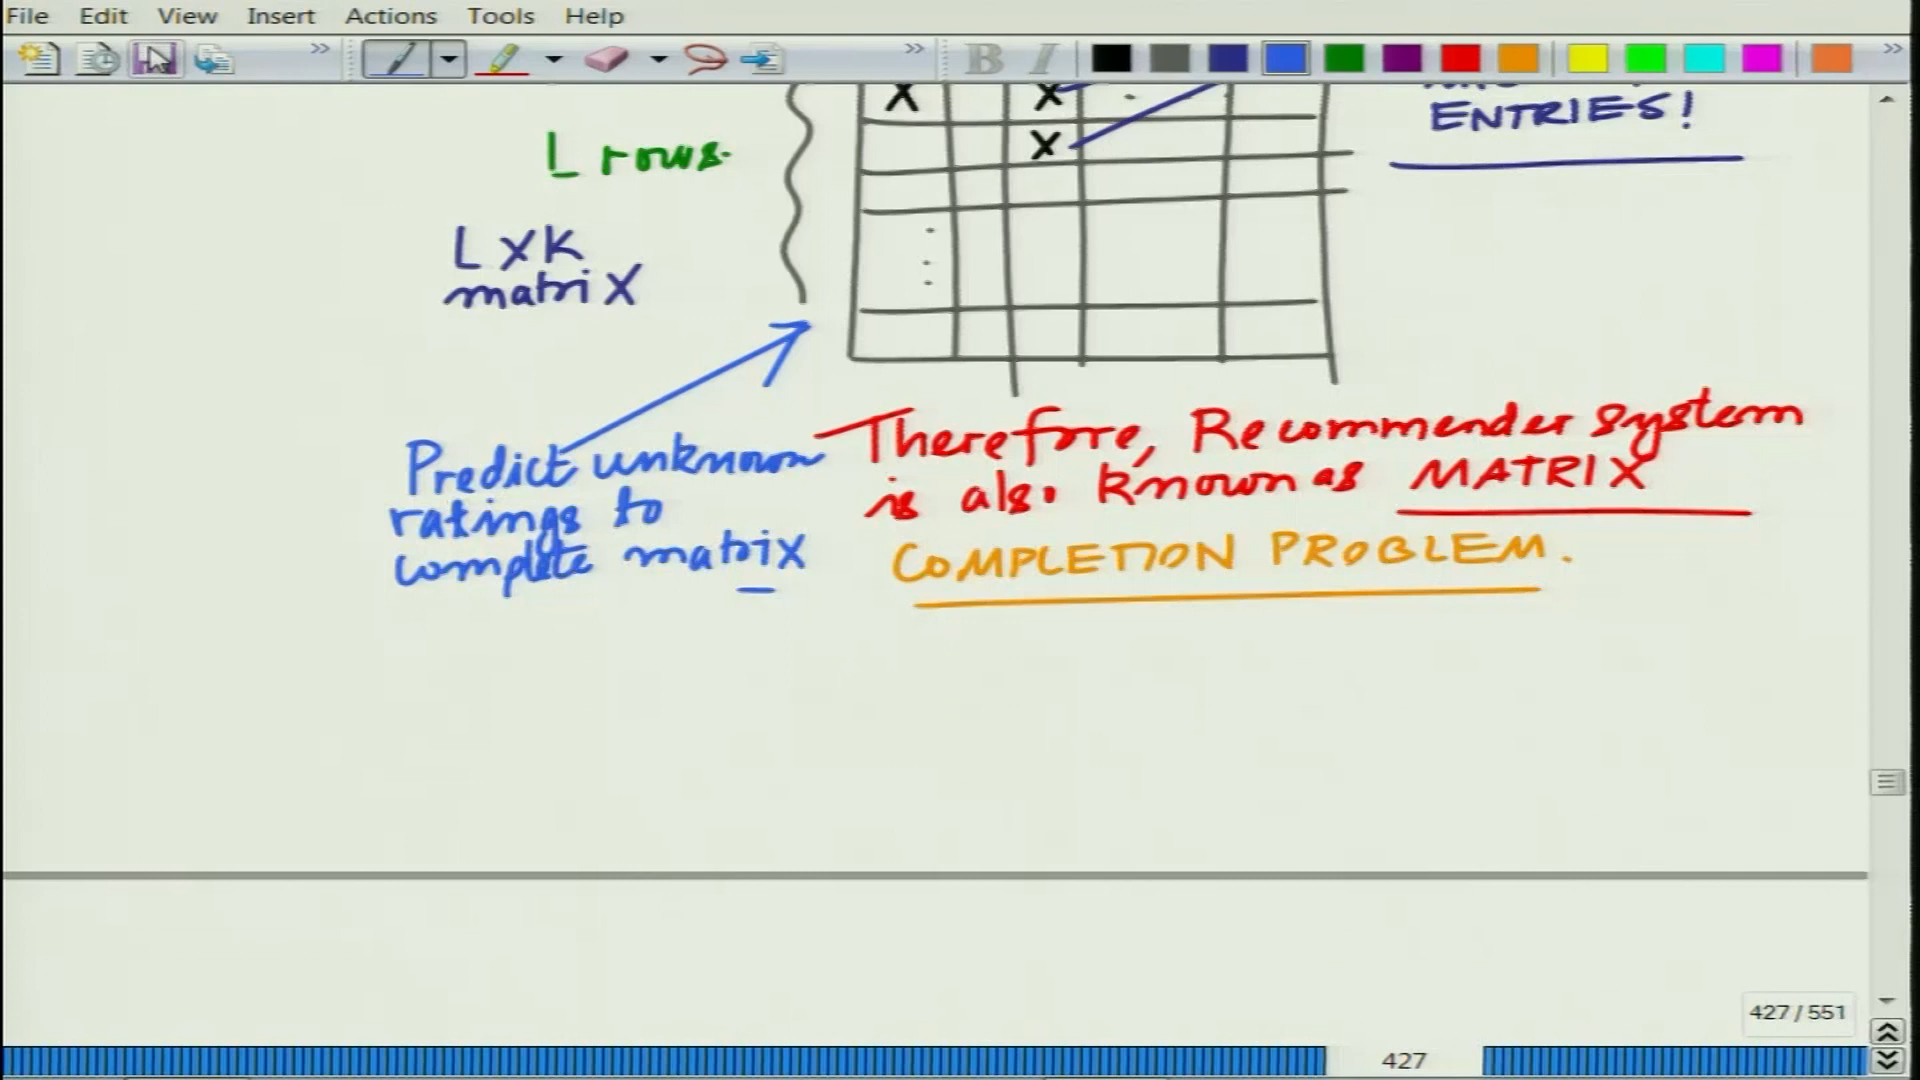 File Edit View Insert Actions Tools Help
B I
X X
ENTRIES!
L rows.
X
L X K
matriX
Predict unknown
ratings to
complete matrix
Therefore, Recommender system
is also known as MATRIX
COMPLETION PROBLEM.
427 / 551
427